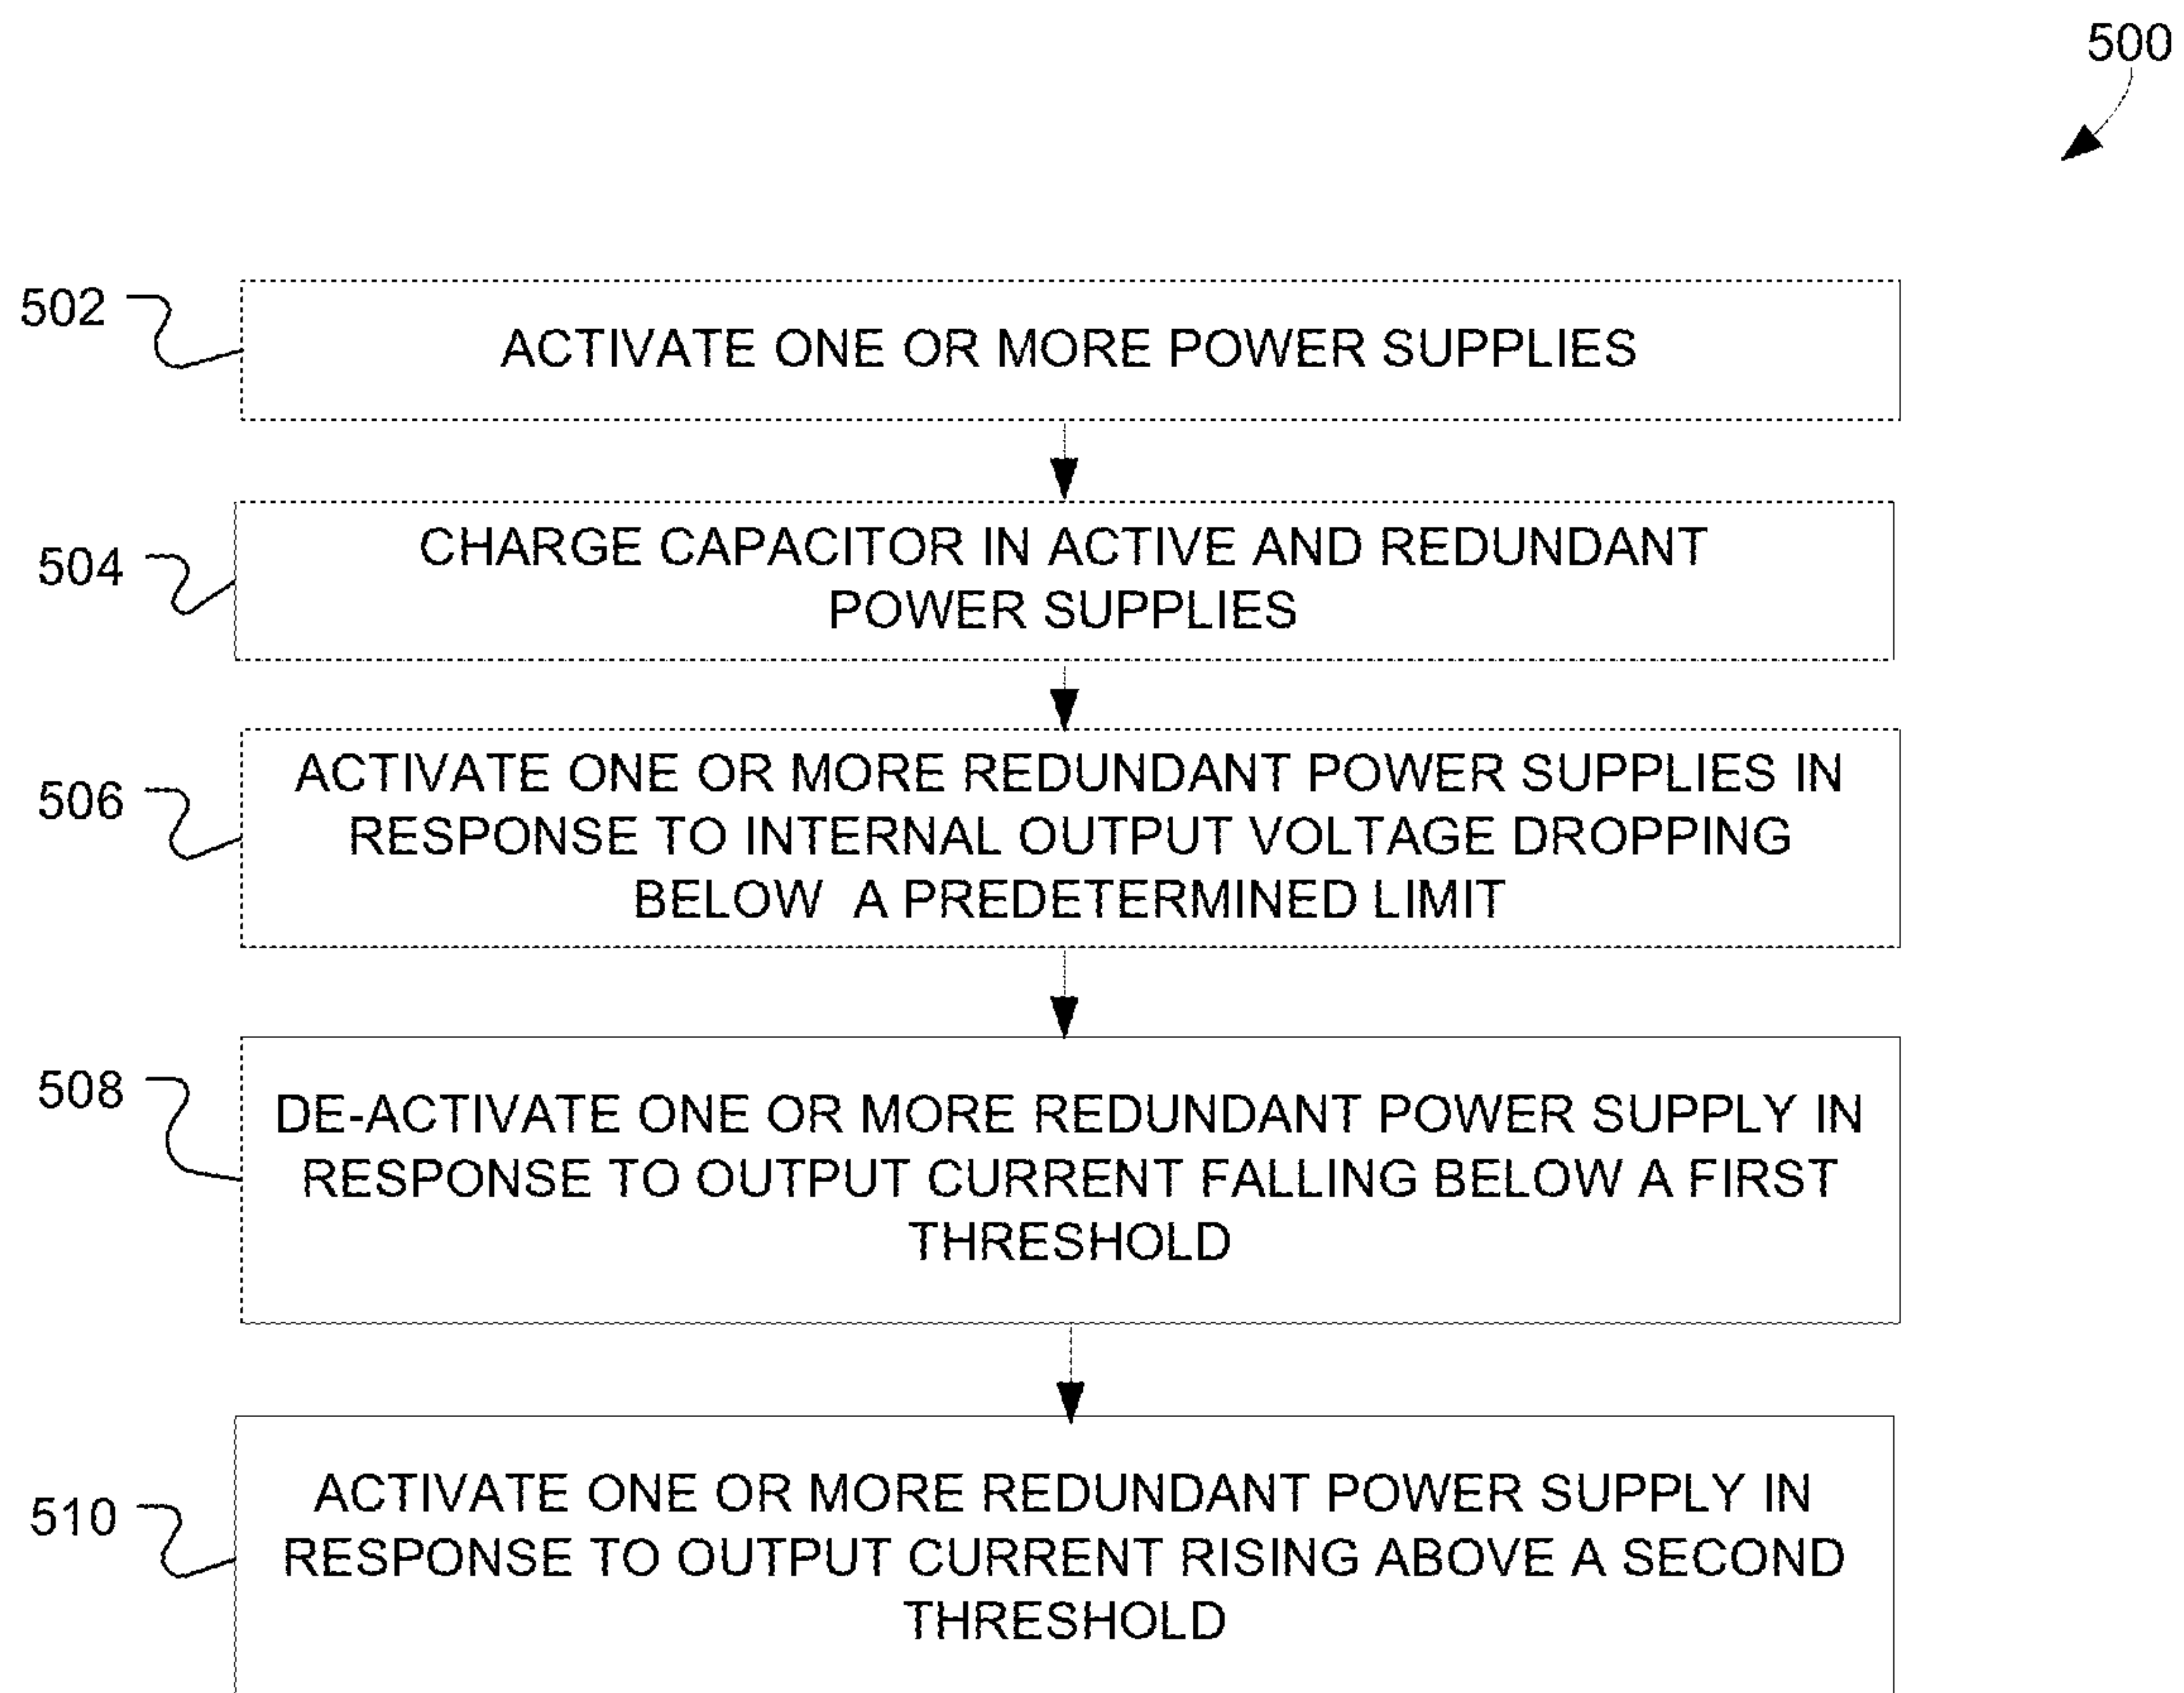 500
502
ACTIVATE ONE OR MORE POWER SUPPLIES
504
CHARGE CAPACITOR IN ACTIVE AND REDUNDANT
POWER SUPPLIES
506
ACTIVATE ONE OR MORE REDUNDANT POWER SUPPLIES IN
RESPONSE TO INTERNAL OUTPUT VOLTAGE DROPPING
BELOW A PREDETERMINED LIMIT
508
DE-ACTIVATE ONE OR MORE REDUNDANT POWER SUPPLY IN
RESPONSE TO OUTPUT CURRENT FALLING BELOW A FIRST
THRESHOLD
510
ACTIVATE ONE OR MORE REDUNDANT POWER SUPPLY IN
RESPONSE TO OUTPUT CURRENT RISING ABOVE A SECOND
THRESHOLD